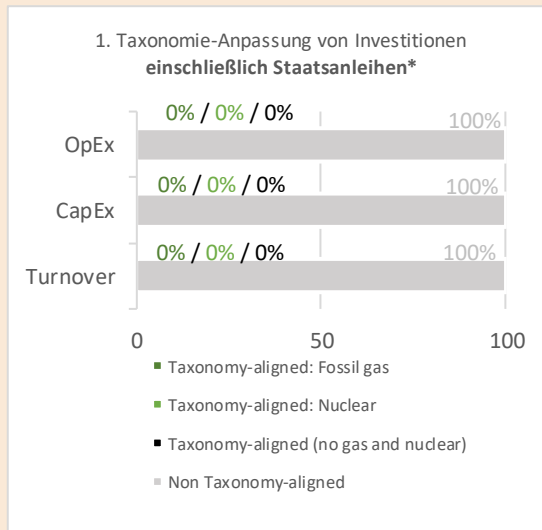 1. Taxonomie-Anpassung von Investitionen
einschließlich Staatsanleihen*
0% / 0% / 0%
100%
OpEx
0% / 0% / 0%
100%
CapEx
0% / 0% / 0%
100%
Turnover
0 50 100
Taxonomy-aligned: Fossil gas
Taxonomy-aligned: Nuclear
Taxonomy-aligned (no gas and nuclear)
Non Taxonomy-aligned